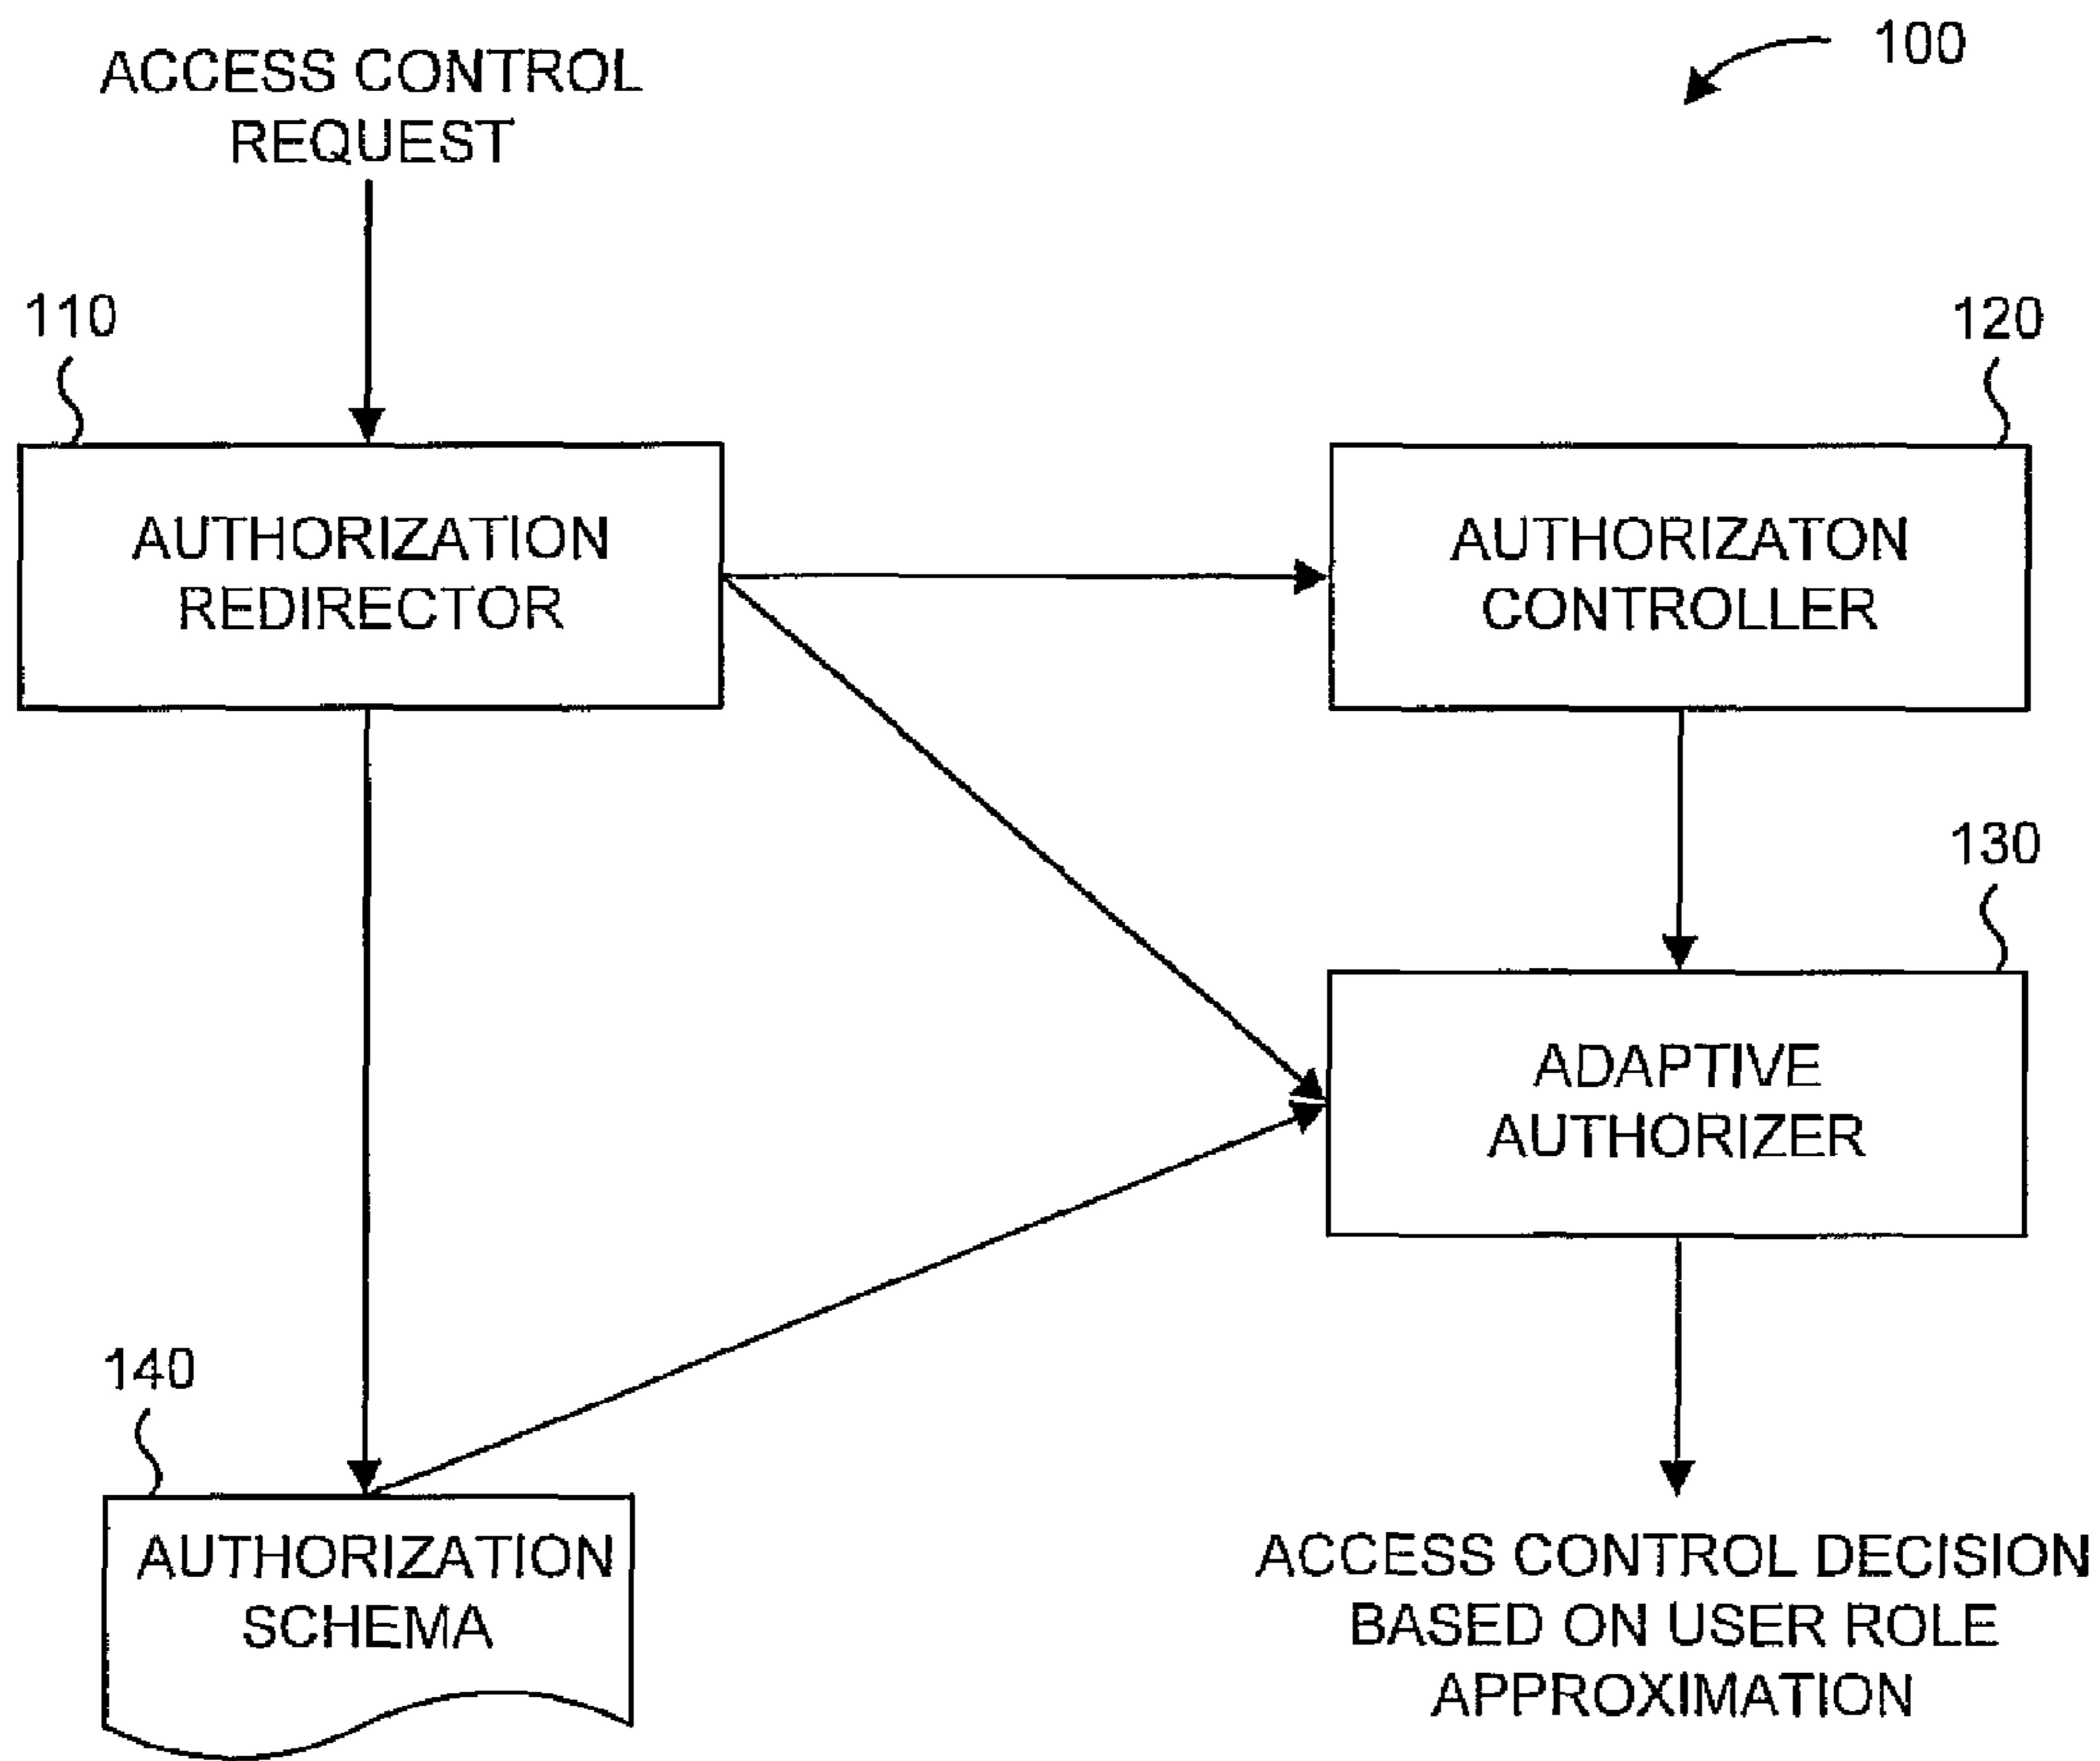 100
ACCESS CONTROL
REQUEST
110
120
AUTHORIZATION
REDIRECTOR
AUTHORIZATON
CONTROLLER
130
ADAPTIVE
AUTHORIZER
140
AUTHORIZATION
SCHEMA
ACCESS CONTROL DECISION
BASED ON USER ROLE
APPROXIMATION